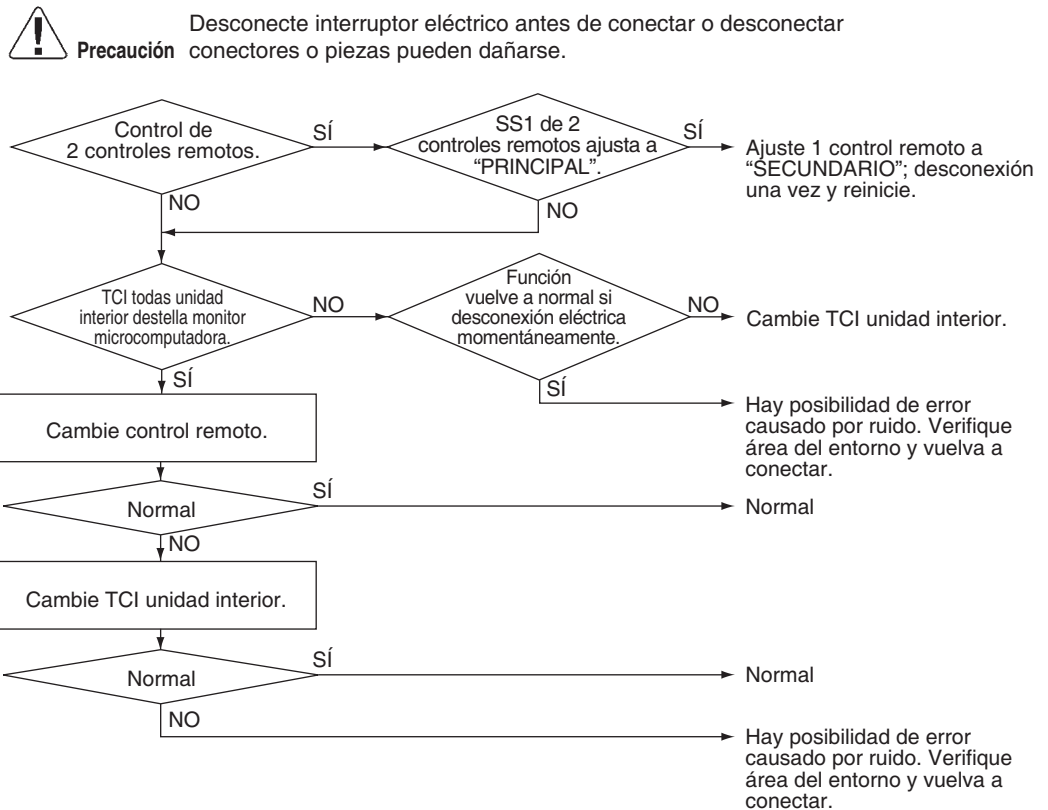 Desconecte interruptor eléctrico antes de conectar o desconectar
Precaución conectores o piezas pueden dañarse.
Control de
2 controles remotos.
SÍ
SS1 de 2
controles remotos ajusta a
“PRINCIPAL”.
SÍ
Ajuste 1 control remoto a
“SECUNDARIO”; desconexión
una vez y reinicie.
NO
NO
TCI todas unidad
interior destella monitor
microcomputadora.
NO
Función
vuelve a normal si
desconexión eléctrica
momentáneamente.
NO
Cambie TCI unidad interior.
SÍ
SÍ
Hay posibilidad de error
causado por ruido. Verifique
área del entorno y vuelva a
conectar.
Cambie control remoto.
Normal
SÍ
Normal
NO
Cambie TCI unidad interior.
Normal
SÍ
Normal
NO
Hay posibilidad de error
causado por ruido. Verifique
área del entorno y vuelva a
conectar.